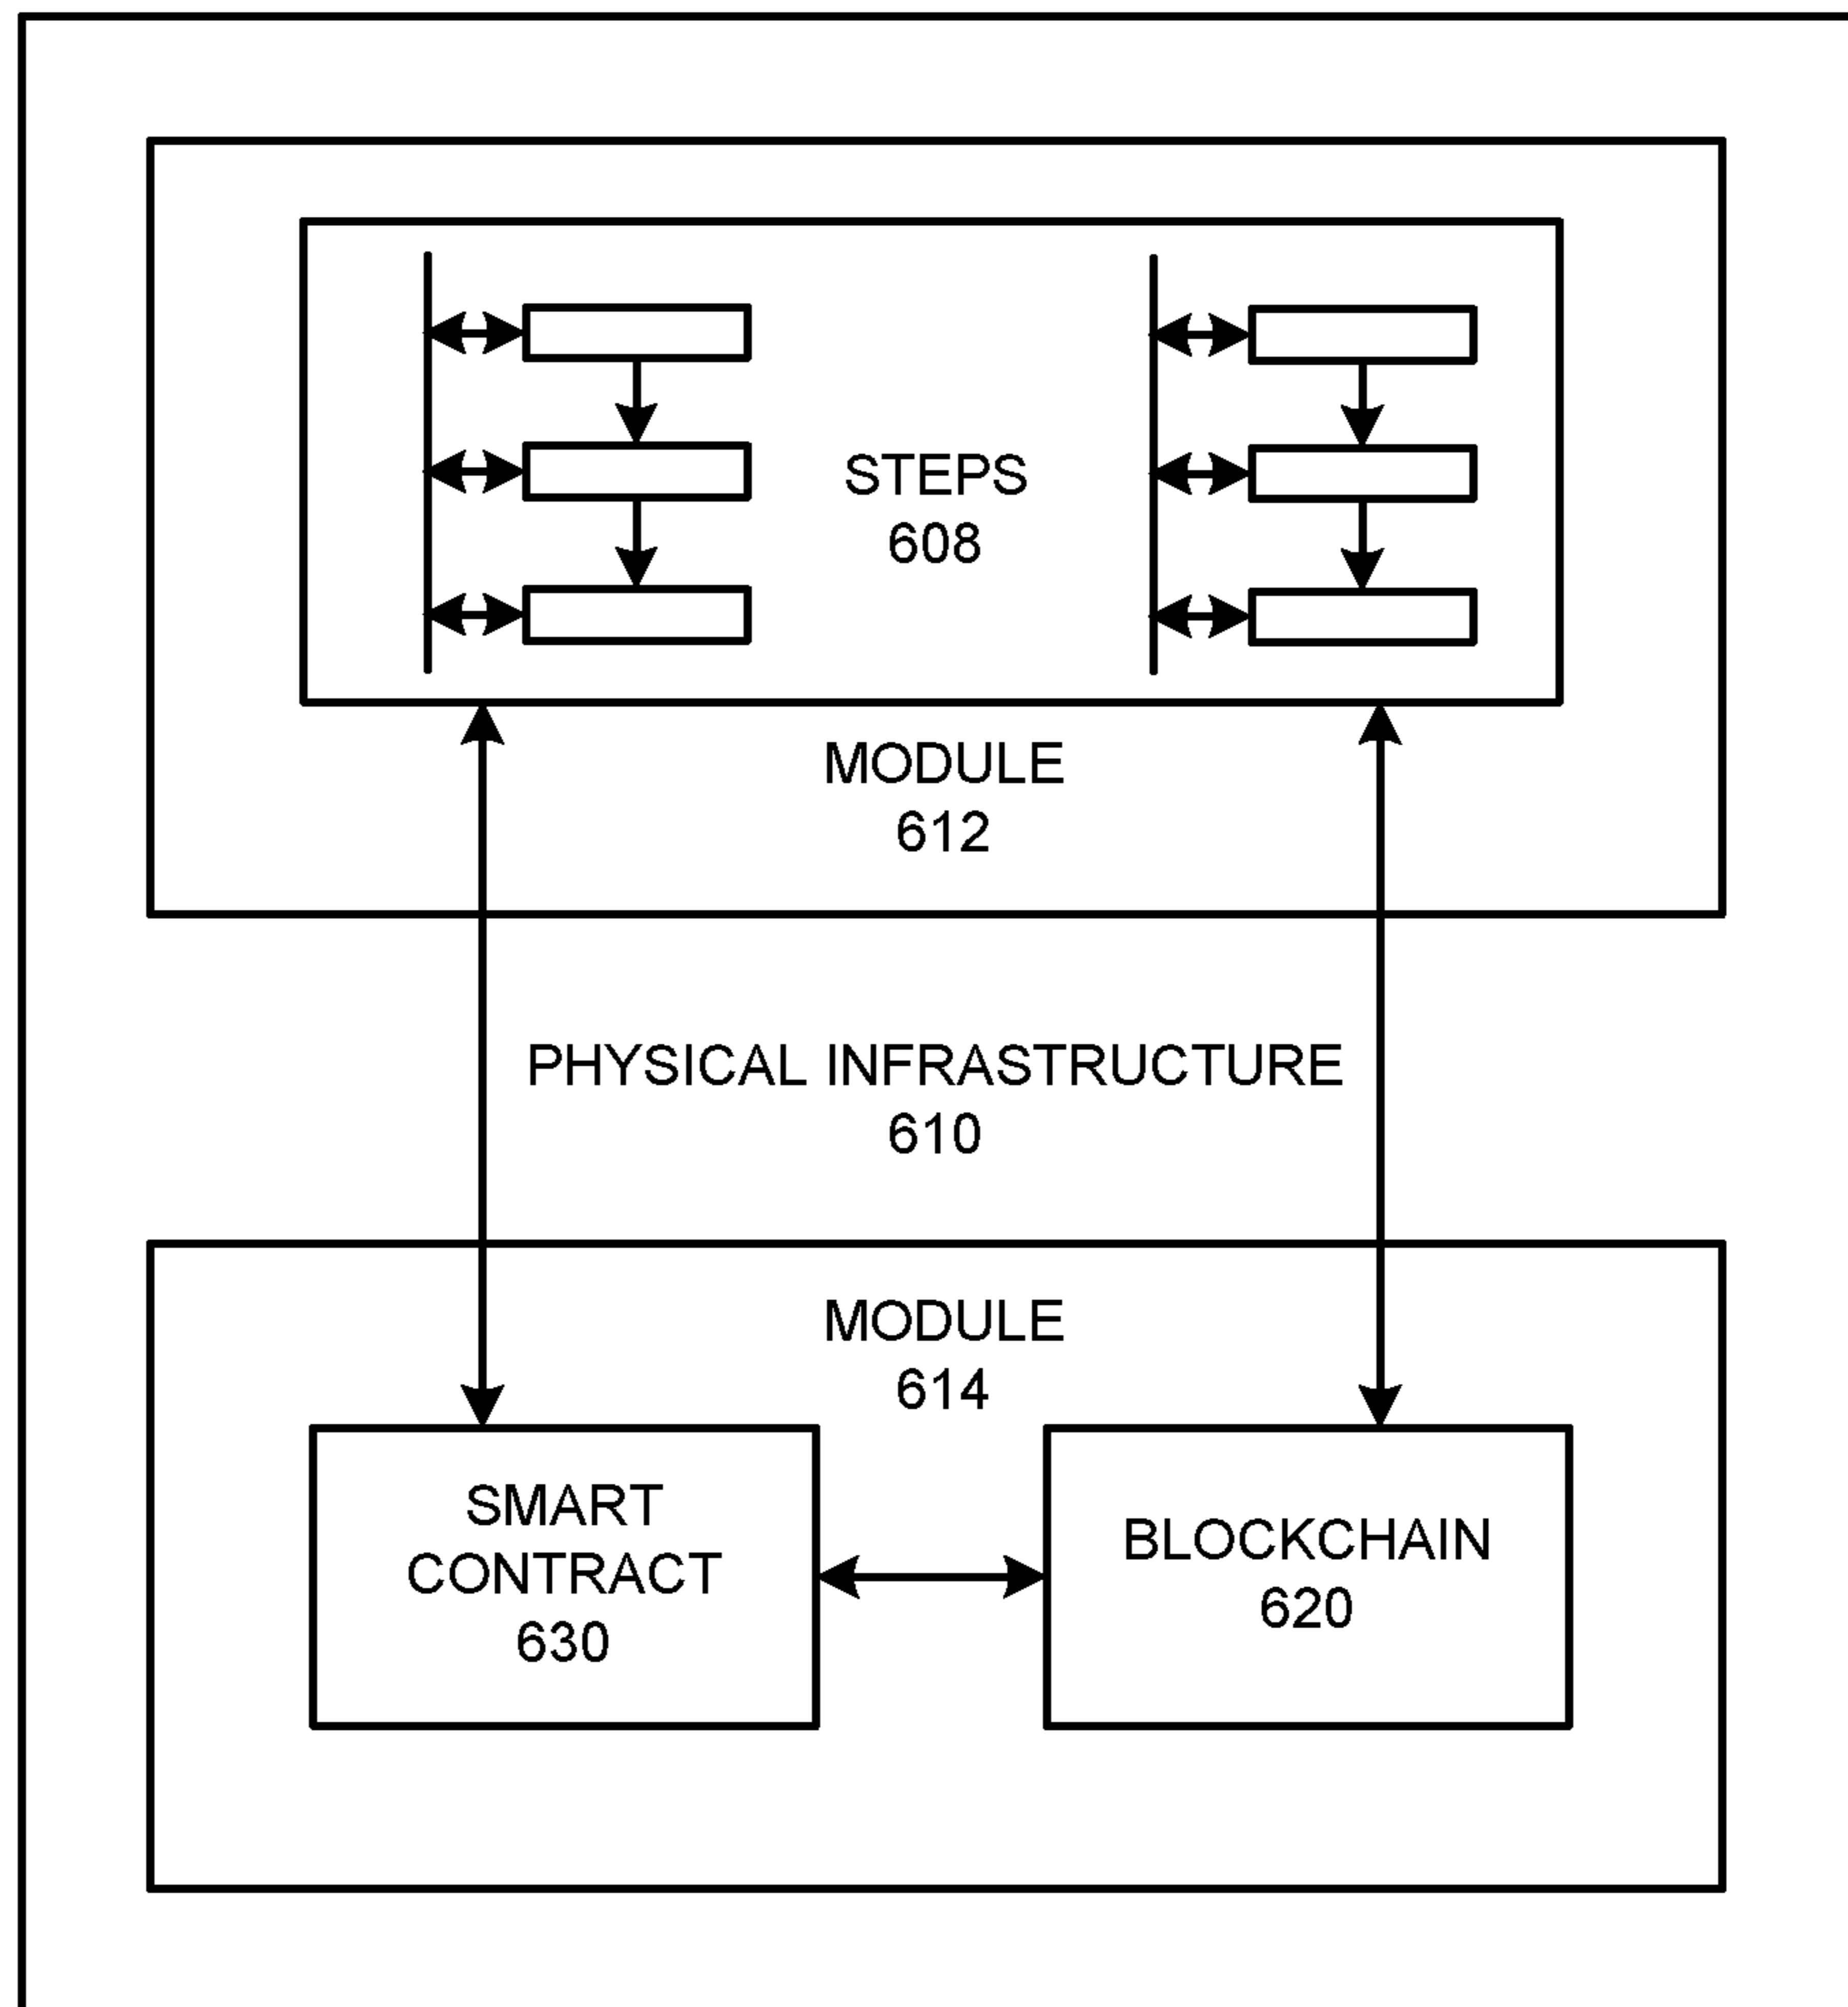 STEPS
608
MODULE
612
PHYSICAL INFRASTRUCTURE
610
MODULE
614
SMART
CONTRACT
630
BLOCKCHAIN
620